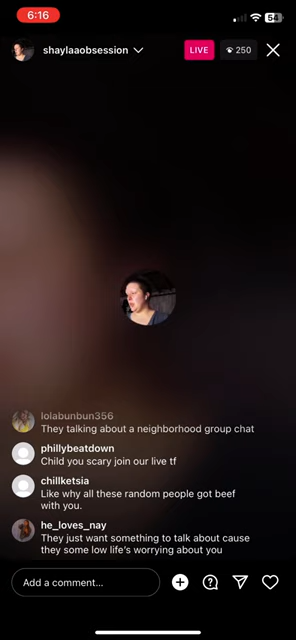 6:16
54
shaylaaobsession
LIVE
250
lolabunbun356
They talking about a neighborhood group chat
phillybeatdown
Child you scary join our live tf
chillketsia
Like why all these random people got beef
with you.
he_loves_nay
They just want something to talk about cause
they some low life's worrying about you
Add a comment...